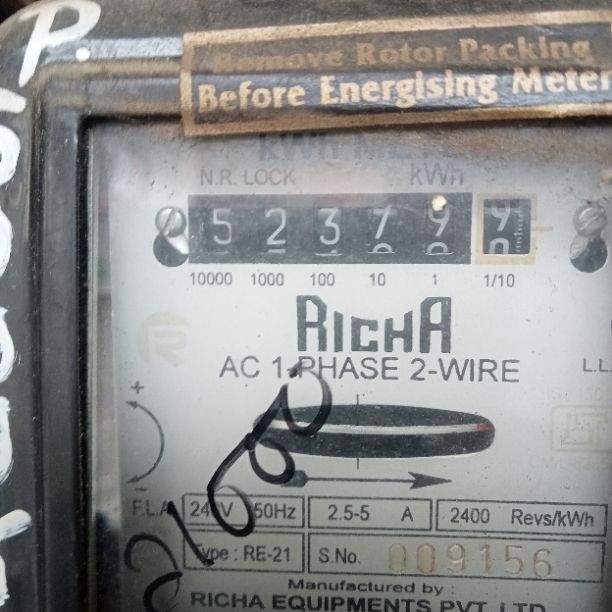 Remove Rotor Packing
Before Energising Meter
N.R. LOCK kWh
5 2 3 7 9 9
10000 1000 100 10 1 1/10
RICHA
AC 1-PHASE 2-WIRE
L.L.
F.L.A 240V 50Hz 2.5-5 A 2400 Revs/kWh
Type : RE-21 S.No. 009156
Manufactured by :
RICHA EQUIPMENTS PVT. LTD